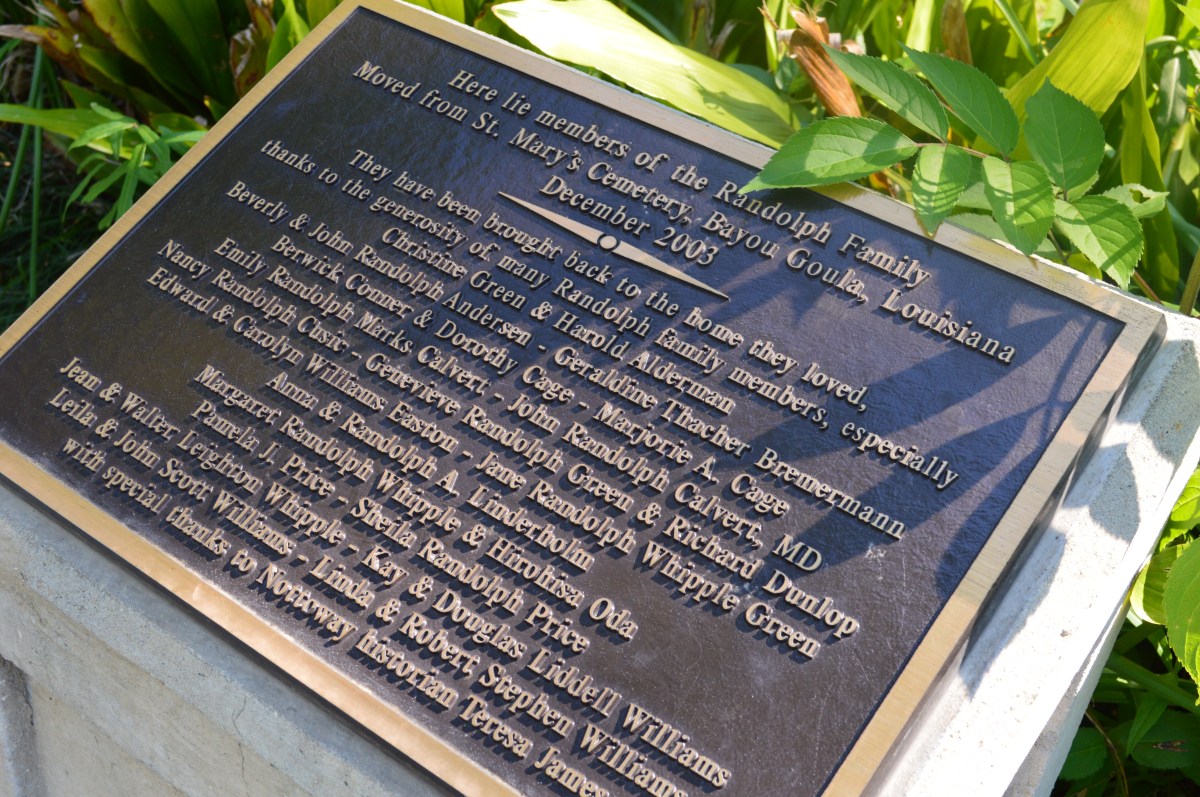 Here lie members of the Randolph Family
Moved from St. Mary's Cemetery, Bayou Goula, Louisiana
December 2003
They have been brought back to the home they loved,
thanks to the generosity of many Randolph family members, especially
Christine Green & Harold Alderman
Beverly & John Randolph Andersen - Geraldine Thacher Bremermann
Berwick Conner & Dorothy Cage - Marjorie A. Cage
Emily Randolph Marks Calvert - John Randolph Calvert, MD
Nancy Randolph Cusic - Genevieve Randolph Green & Richard Dunlop
Edward & Carolyn Williams Easton - Jane Randolph Whipple Green
Anna & Randolph A. Linderholm
Margaret Randolph Whipple & Hirohisa Oda
Pamela J. Price - Sheila Randolph Price
Jean & Walter Leighton Whipple - Kay & Douglas Liddell Williams
Leila & John Scott Williams - Linda & Robert Stephen Williams
with special thanks to Nottoway historian Teresa James